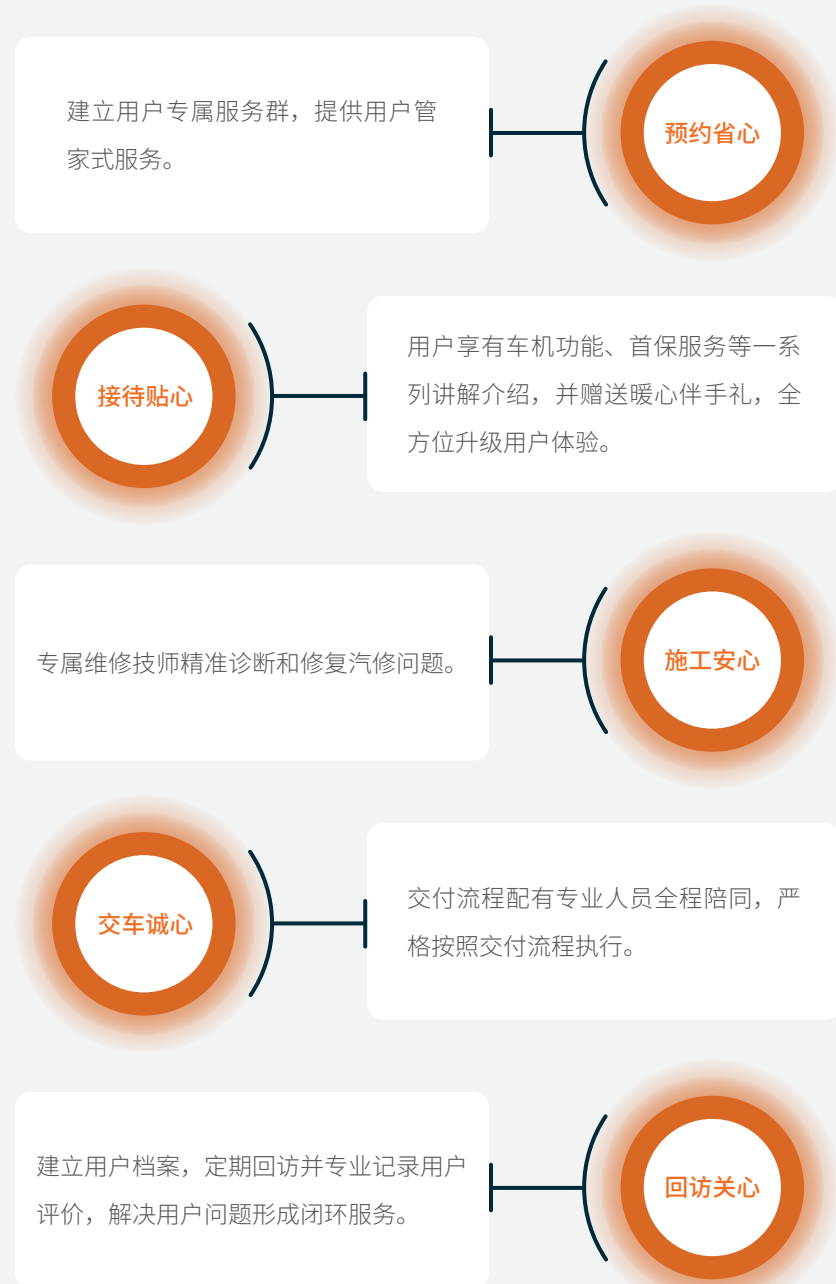 建立用户专属服务群，提供用户管
家式服务。
预约省心
接待贴心
用户享有车机功能、首保服务等一系
列讲解介绍，并赠送暖心伴手礼，全
方位升级用户体验。
专属维修技师精准诊断和修复汽修问题。
施工安心
交车诚心
交付流程配有专业人员全程陪同，严
格按照交付流程执行。
建立用户档案，定期回访并专业记录用户
评价，解决用户问题形成闭环服务。
回访关心